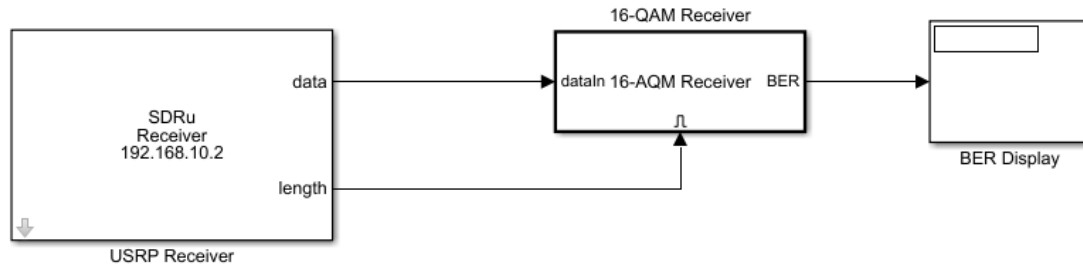 16-QAM Receiver
data
SDRu
Receiver
192.168.10.2
length
USRP Receiver
dataIn
16-AQM Receiver
BER
BER Display